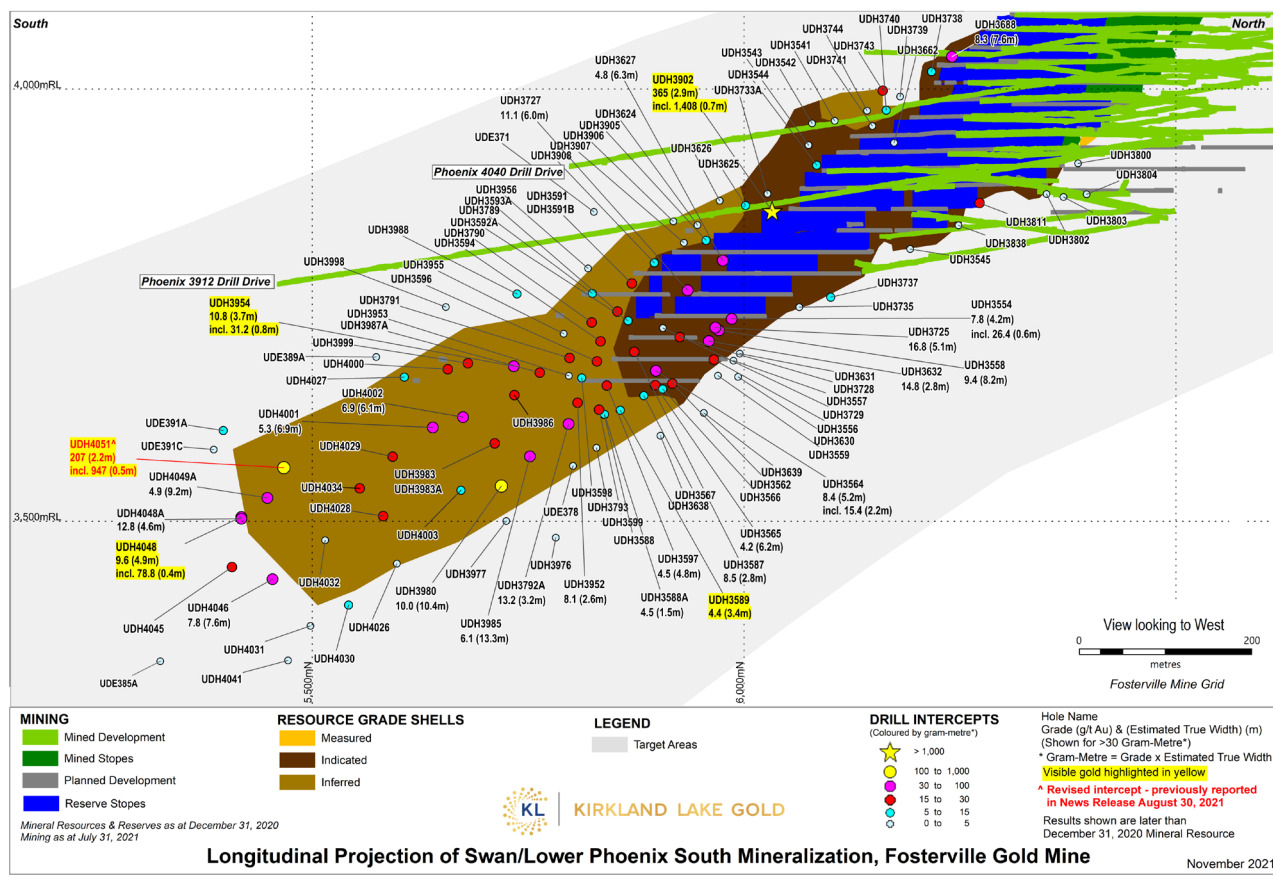 South
North
4,000mRL
3,500mRL
5,500mN
6,000mN
UDH3740
UDH3738
UDH3744
UDH3739
UDH3688
8.3 (7.6m)
UDH3541
UDH3743
UDH3662
UDH3543
UDH3542
UDH3741
UDH3544
UDH3733A
UDH3627
4.8 (6.3m)
UDH3902
365 (2.9m)
incl. 1,408 (0.7m)
UDH3727
11.1 (6.0m)
UDH3624
UDH3905
UDH3906
UDH3907
UDH3908
UDE371
UDH3626
UDH3625
Phoenix 4040 Drill Drive
UDH3800
UDH3804
UDH3811
UDH3803
UDH3802
UDH3838
UDH3545
UDH3956
UDH3593A
UDH3789
UDH3592A
UDH3790
UDH3594
UDH3591
UDH3591B
UDH3988
UDH3998
UDH3955
UDH3596
Phoenix 3912 Drill Drive
UDH3954
10.8 (3.7m)
incl. 31.2 (0.8m)
UDH3791
UDH3953
UDH3987A
UDH3999
UDE389A
UDH4000
UDH4027
UDH3737
UDH3735
UDH3554
7.8 (4.2m)
incl. 26.4 (0.6m)
UDH3725
16.8 (5.1m)
UDH3558
9.4 (8.2m)
UDH3632
14.8 (2.8m)
UDH3631
UDH3728
UDH3557
UDH3729
UDH3556
UDH3630
UDH3559
UDH4002
6.9 (6.1m)
UDH4001
5.3 (6.9m)
UDH3986
UDE391A
UDE391C
UDH4051^
207 (2.2m)
incl. 947 (0.5m)
UDH4029
UDH3983
UDH3983A
UDH4034
UDH4028
UDH4003
UDH4049A
4.9 (9.2m)
UDH4048A
12.8 (4.6m)
UDH4048
9.6 (4.9m)
incl. 78.8 (0.4m)
UDH3639
UDH3562
UDH3566
UDH3564
8.4 (5.2m)
incl. 15.4 (2.2m)
UDH3598
UDH3793
UDH3599
UDH3588
UDH3567
UDH3638
UDE378
UDH3565
4.2 (6.2m)
UDH3597
4.5 (4.8m)
UDH3587
8.5 (2.8m)
UDH3976
UDH3977
UDH3792A
13.2 (3.2m)
UDH3952
8.1 (2.6m)
UDH3588A
4.5 (1.5m)
UDH3589
4.4 (3.4m)
UDH3980
10.0 (10.4m)
UDH3985
6.1 (13.3m)
UDH4032
UDH4026
UDH4046
7.8 (7.6m)
UDH4045
UDH4031
UDH4030
UDH4041
UDE385A
View looking to West
0
200
metres
Fosterville Mine Grid
MINING
Mined Development
Mined Stopes
Planned Development
Reserve Stopes
Mineral Resources & Reserves as at December 31, 2020
Mining as at July 31, 2021
RESOURCE GRADE SHELLS
Measured
Indicated
Inferred
LEGEND
Target Areas
KL
KIRKLAND LAKE GOLD
DRILL INTERCEPTS
(Coloured by gram-metre*)
> 1,000
100 to 1,000
30 to 100
15 to 30
5 to 15
0 to 5
Hole Name
Grade (g/t Au) & (Estimated True Width) (m)
(Shown for >30 Gram-Metre*)
* Gram-Metre = Grade x Estimated True Width
Visible gold highlighted in yellow
^ Revised intercept - previously reported
in News Release August 30, 2021
Results shown are later than
December 31, 2020 Mineral Resource
Longitudinal Projection of Swan/Lower Phoenix South Mineralization, Fosterville Gold Mine
November 2021